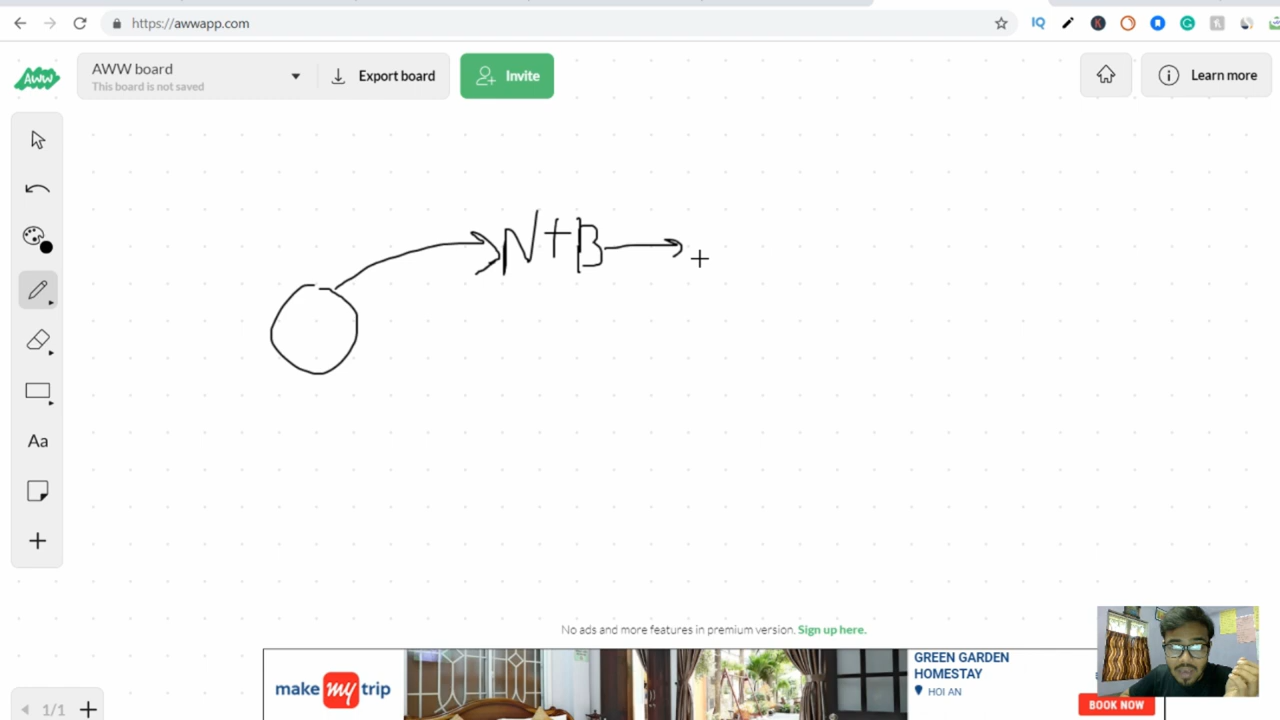 https://awwapp.com
IQ
AWW
AWW board
This board is not saved
Export board
Invite
Learn more
N+B
Aa
1/1
No ads and more features in premium version. Sign up here.
make my trip
GREEN GARDEN
HOMESTAY
HOI AN
BOOK NOW